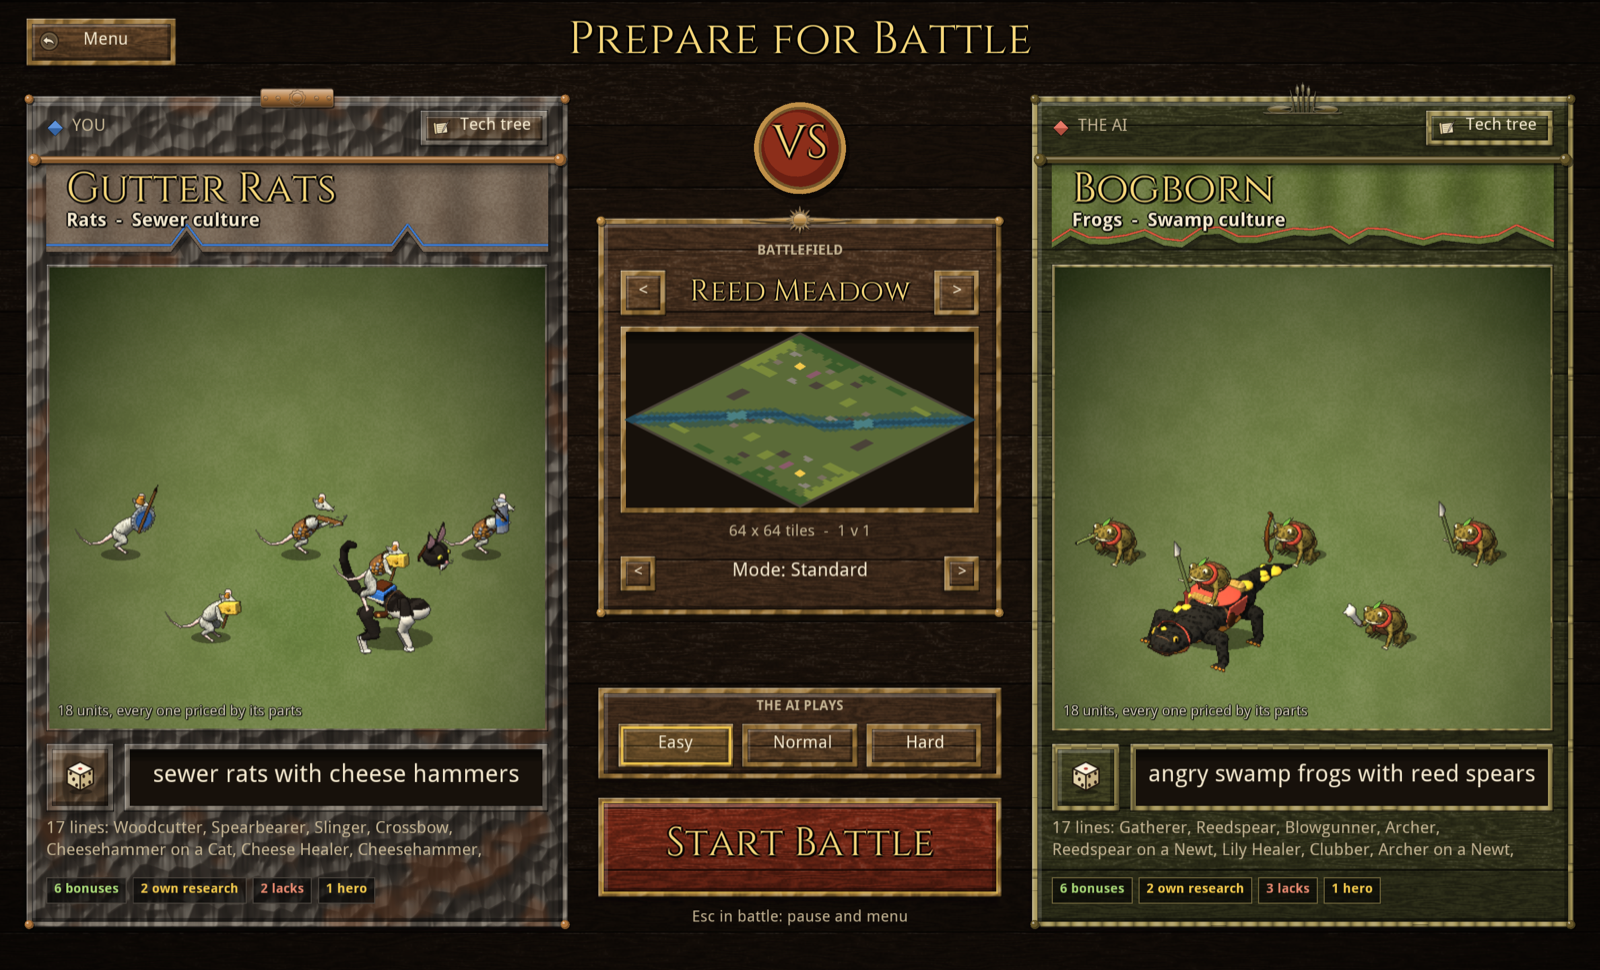 Menu
Prepare for Battle
YOU
Tech tree
Gutter Rats
Rats - Sewer culture
18 units, every one priced by its parts
sewer rats with cheese hammers
17 lines: Woodcutter, Spearbearer, Slinger, Crossbow,
Cheesehammer on a Cat, Cheese Healer, Cheesehammer,
6 bonuses
2 own research
2 lacks
1 hero
VS
BATTLEFIELD
<
Reed Meadow
>
64 x 64 tiles - 1 v 1
<
Mode: Standard
>
THE AI PLAYS
Easy
Normal
Hard
Start Battle
Esc in battle: pause and menu
THE AI
Tech tree
Bogborn
Frogs - Swamp culture
18 units, every one priced by its parts
angry swamp frogs with reed spears
17 lines: Gatherer, Reedspear, Blowgunner, Archer,
Reedspear on a Newt, Lily Healer, Clubber, Archer on a Newt,
6 bonuses
2 own research
3 lacks
1 hero